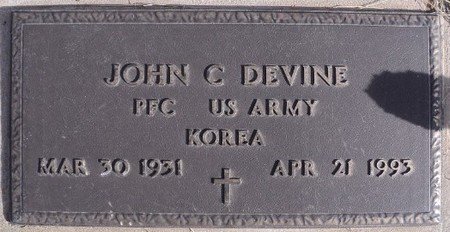 JOHN C DEVINE
PFC US ARMY
KOREA
MAR 30 1931 APR 21 1993